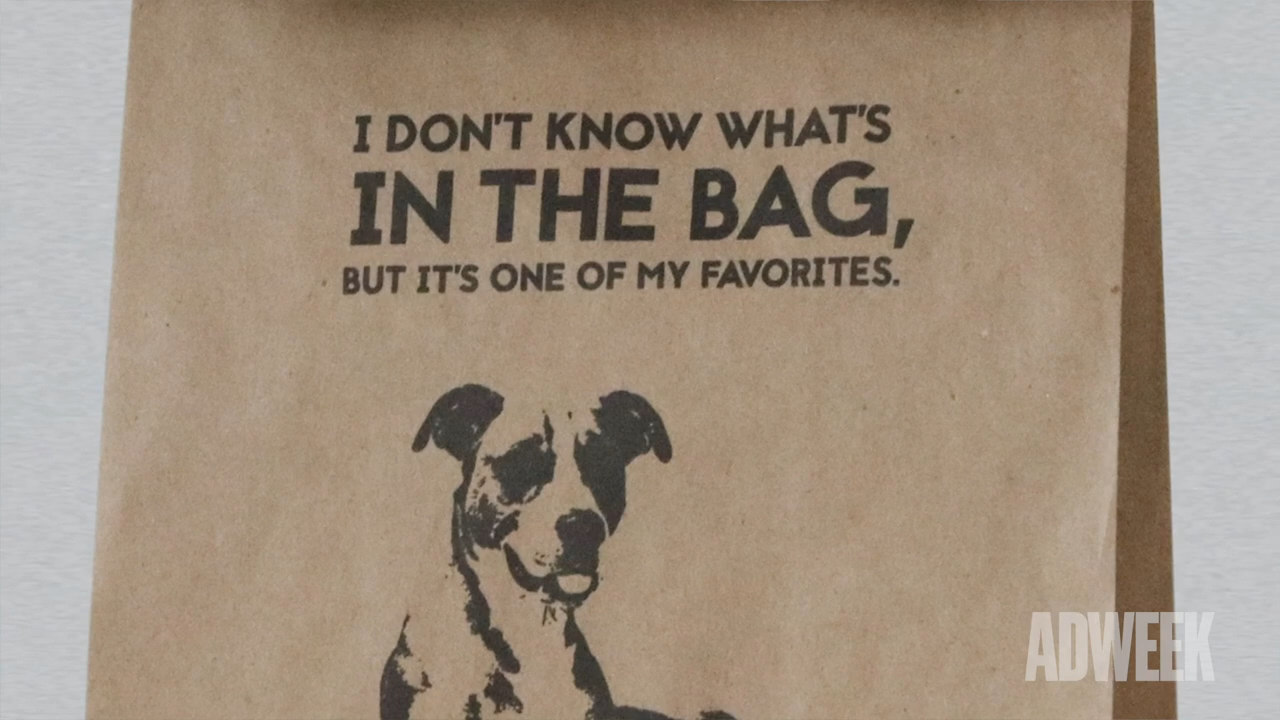 I DON'T KNOW WHAT'S
IN THE BAG,
BUT IT'S ONE OF MY FAVORITES.
ADWEEK